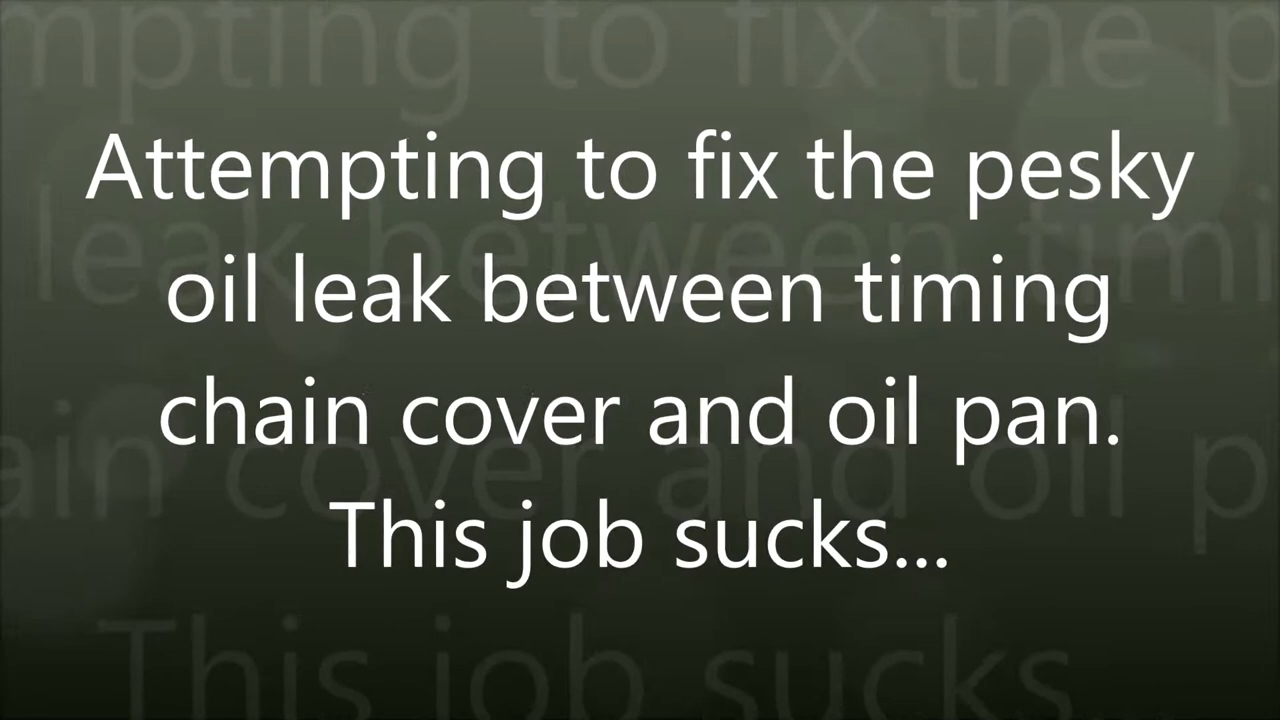 Attempting to fix the pesky
oil leak between timing
chain cover and oil pan.
This job sucks...